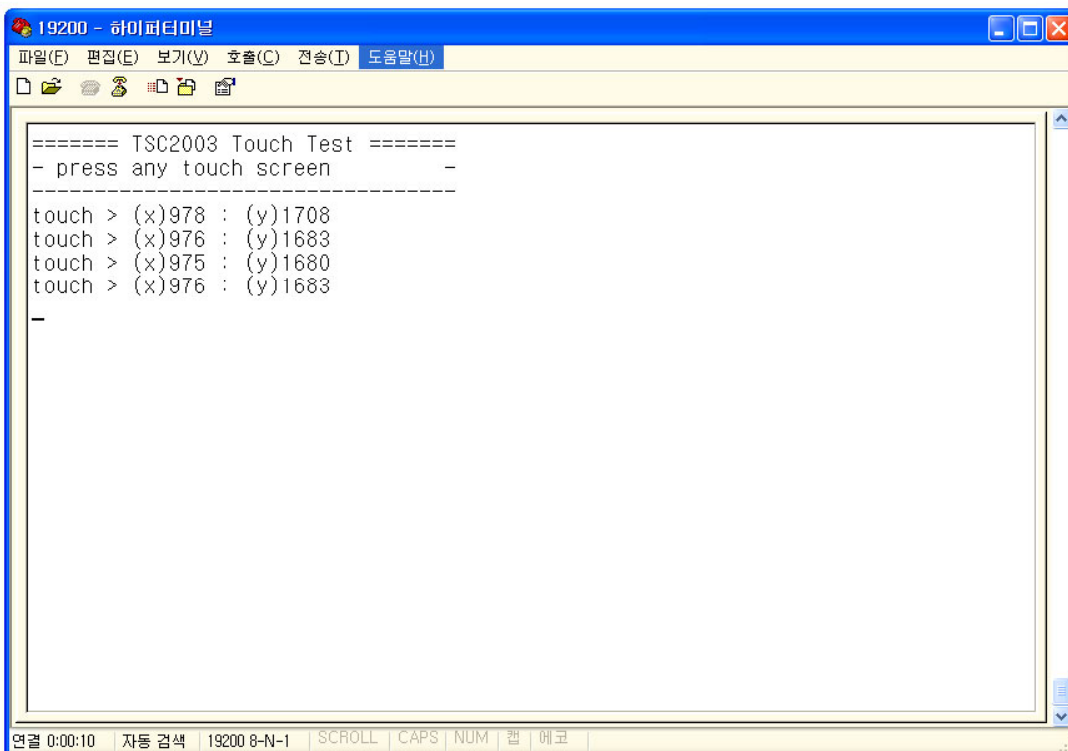 19200 - 하이퍼터미널
파일(F) 편집(E) 보기(V) 호출(C) 전송(T) 도움말(H)
======= TSC2003 Touch Test =======
- press any touch screen -
----------------------------------
touch > (x)978 : (y)1708
touch > (x)976 : (y)1683
touch > (x)975 : (y)1680
touch > (x)976 : (y)1683
_
연결 0:00:10 자동 검색 19200 8-N-1 SCROLL CAPS NUM 캡 에코